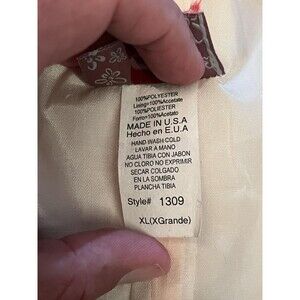 100%POLYESTER
Lining=100%Acetate
100%POLYESTER
Forro=100%Acetato
MADE IN U.S.A
Hecho en E.U.A
HAND WASH COLD
LAVAR A MANO
AGUA TIBIA CON JABON
NO CLORO NO EXPRIMIR
SECAR COLGADO
EN LA SOMBRA
PLANCHA TIBIA
Style# 1309
XL(XGrande)